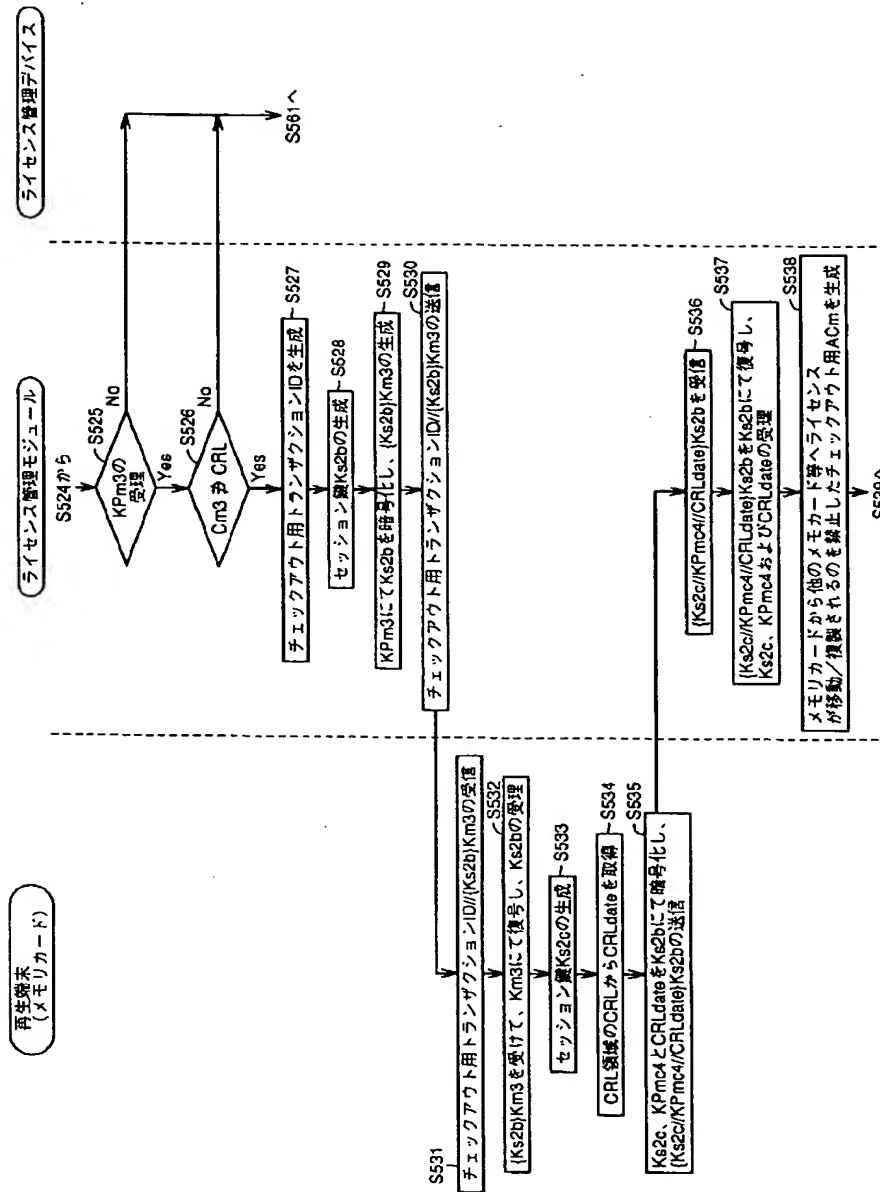 再生端末
(メモリカード)
ライセンス管理モジュール
ライセンス管理デバイス
S524から
S525
KPm3の
受理
No
Yes
S526
Cm3 ∌ CRL
No
Yes
S561へ
S527
チェックアウト用トランザクションIDを生成
S528
セッション鍵Ks2bの生成
S529
KPm3にてKs2bを暗号化し、{Ks2b}Km3の生成
S530
チェックアウト用トランザクションID//{Ks2b}Km3の送信
S531
チェックアウト用トランザクションID//{Ks2b}Km3の受信
S532
{Ks2b}Km3を受けて、Km3にて復号し、Ks2bの受理
S533
セッション鍵Ks2cの生成
S534
CRL領域のCRLからCRLdateを取得
S535
Ks2c、KPmc4とCRLdateをKs2bにて暗号化し、
{Ks2c//KPmc4//CRLdate}Ks2bの送信
S536
{Ks2c//KPmc4//CRLdate}Ks2bを受信
S537
{Ks2c//KPmc4//CRLdate}Ks2bをKs2bにて復号し、
Ks2c、KPmc4およびCRLdateの受理
S538
メモリカードから他のメモカード等へライセンス
が移動/複製されるのを禁止したチェックアウト用ACmを生成
S539へ